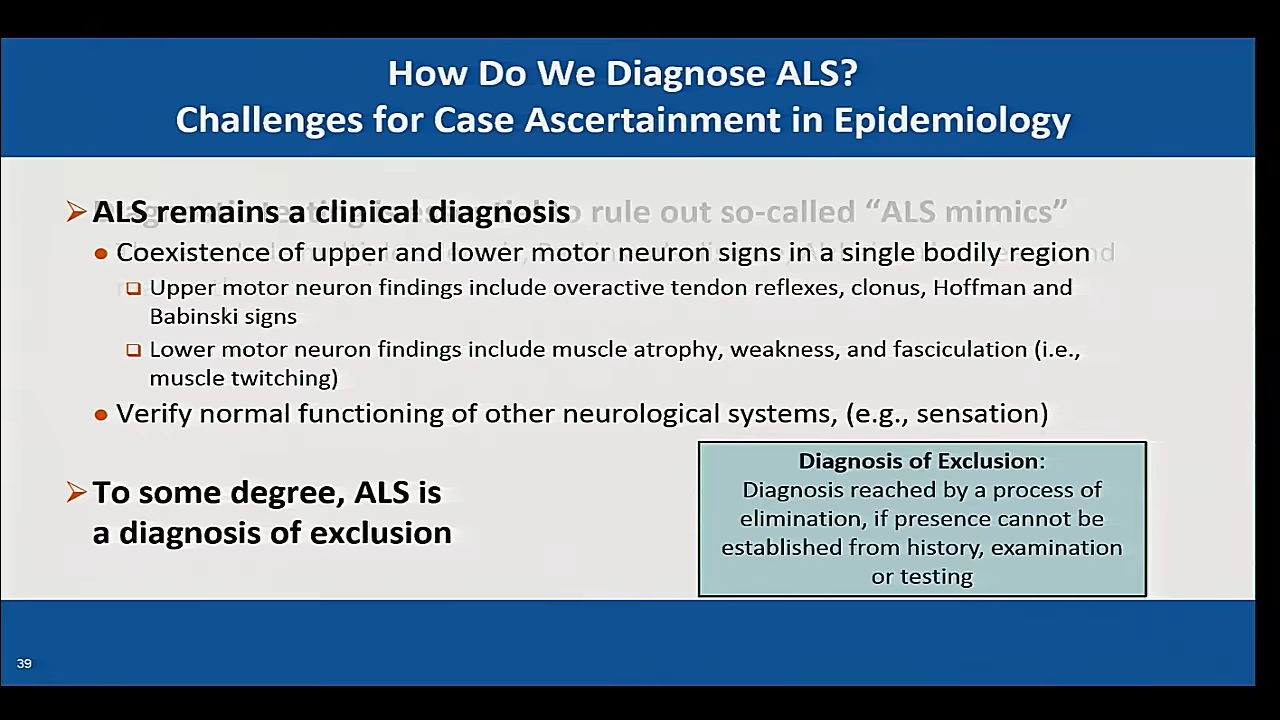 How Do We Diagnose ALS?
Challenges for Case Ascertainment in Epidemiology
ALS remains a clinical diagnosis
to rule out so-called “ALS mimics”
Coexistence of upper and lower motor neuron signs in a single bodily region
Upper motor neuron findings include overactive tendon reflexes, clonus, Hoffman and
Babinski signs
Lower motor neuron findings include muscle atrophy, weakness, and fasciculation (i.e.,
muscle twitching)
Verify normal functioning of other neurological systems, (e.g., sensation)
To some degree, ALS is
a diagnosis of exclusion
Diagnosis of Exclusion:
Diagnosis reached by a process of
elimination, if presence cannot be
established from history, examination
or testing
39